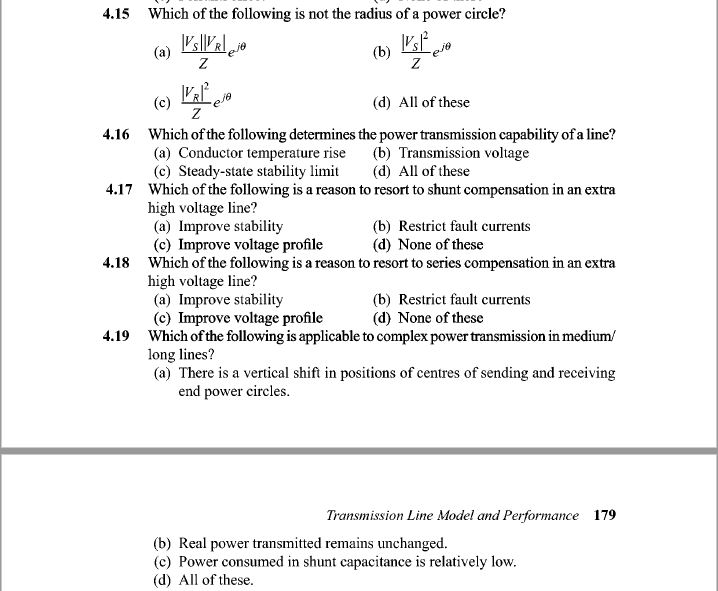 4.15 Which of the following is not the radius of a power circle?
(a) |V_S||V_R|/Z e^{jθ} (b) |V_S|^2/Z e^{jθ}
(c) |V_R|^2/Z e^{jθ} (d) All of these
4.16 Which of the following determines the power transmission capability of a line?
(a) Conductor temperature rise (b) Transmission voltage
(c) Steady-state stability limit (d) All of these
4.17 Which of the following is a reason to resort to shunt compensation in an extra
high voltage line?
(a) Improve stability (b) Restrict fault currents
(c) Improve voltage profile (d) None of these
4.18 Which of the following is a reason to resort to series compensation in an extra
high voltage line?
(a) Improve stability (b) Restrict fault currents
(c) Improve voltage profile (d) None of these
4.19 Which of the following is applicable to complex power transmission in medium/
long lines?
(a) There is a vertical shift in positions of centres of sending and receiving
end power circles.
Transmission Line Model and Performance 179
(b) Real power transmitted remains unchanged.
(c) Power consumed in shunt capacitance is relatively low.
(d) All of these.